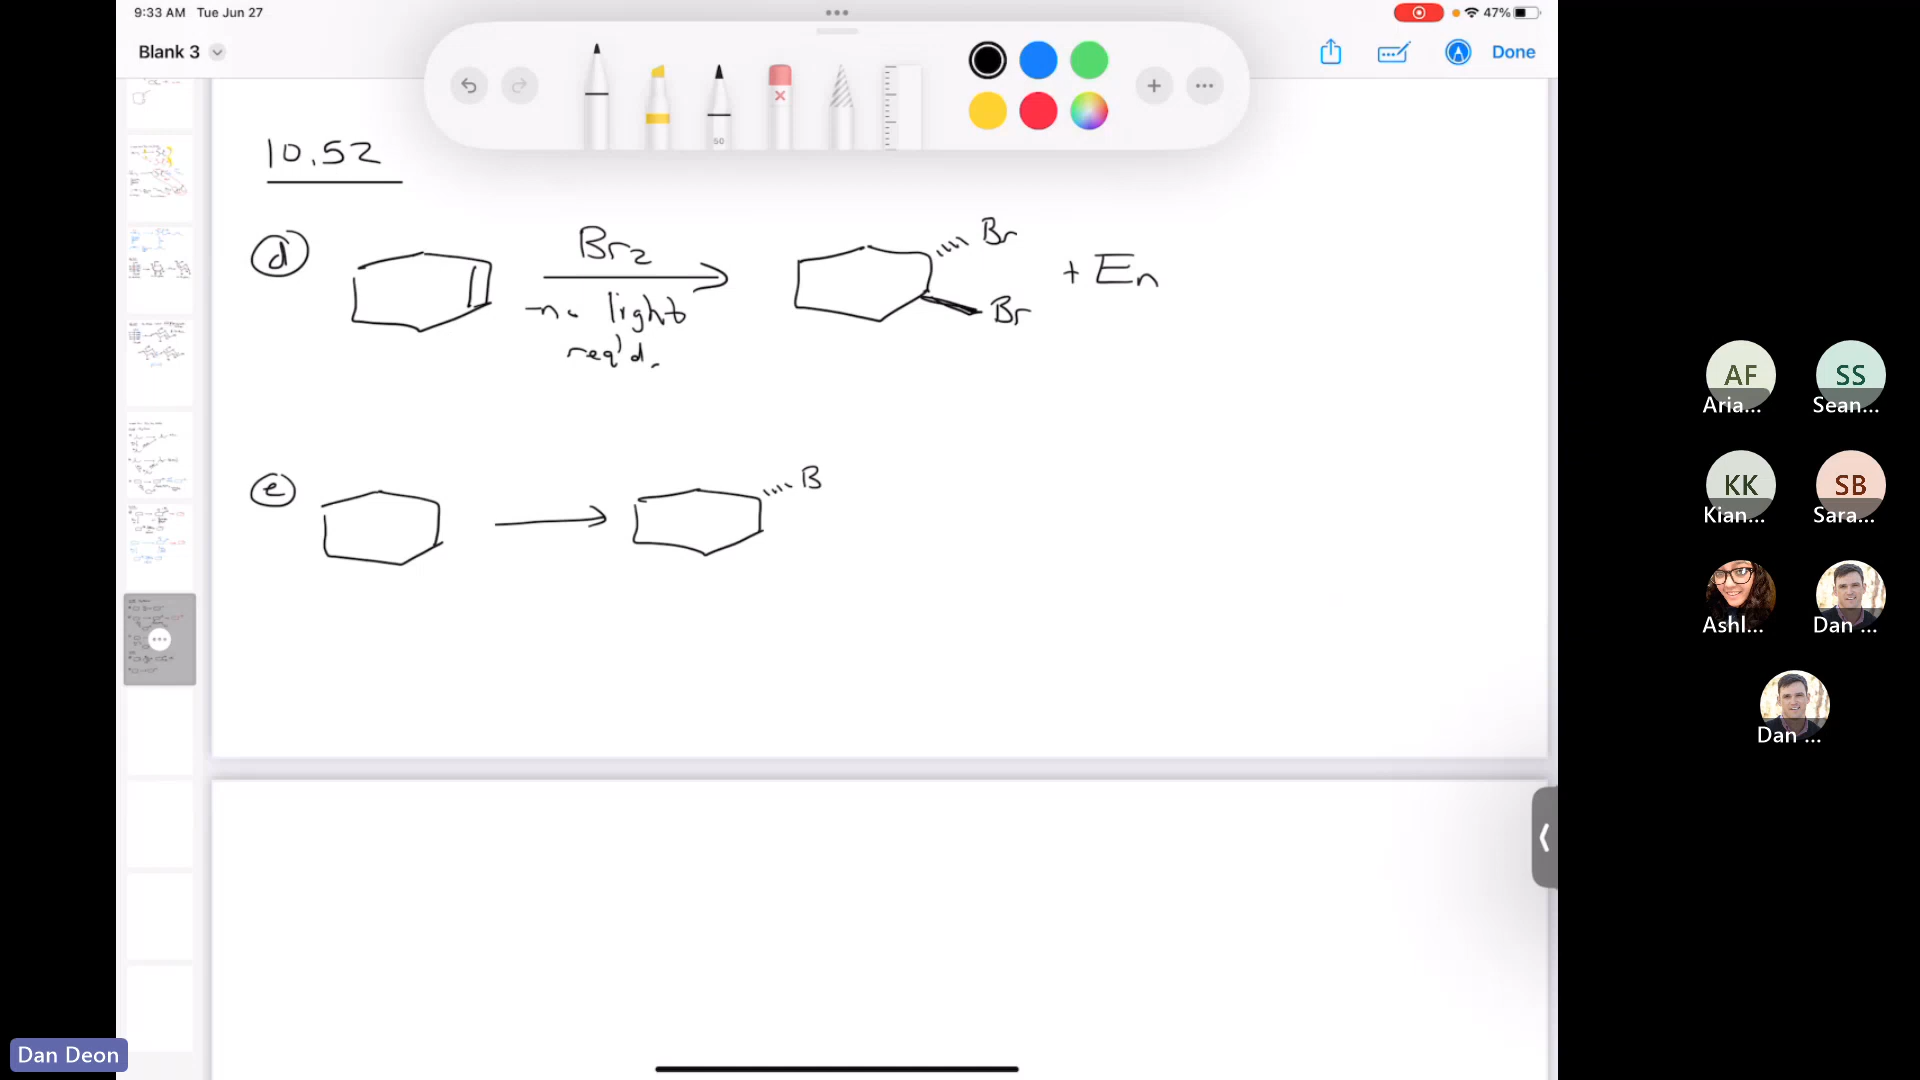 9:33 AM Tue Jun 27
47%
Blank 3
Done
50
10.52
d
Br2
no light
req'd.
Br
Br
+ En
e
B
AF
Aria...
SS
Sean...
KK
Kian...
SB
Sara...
Ashl...
Dan ...
Dan ...
Dan Deon